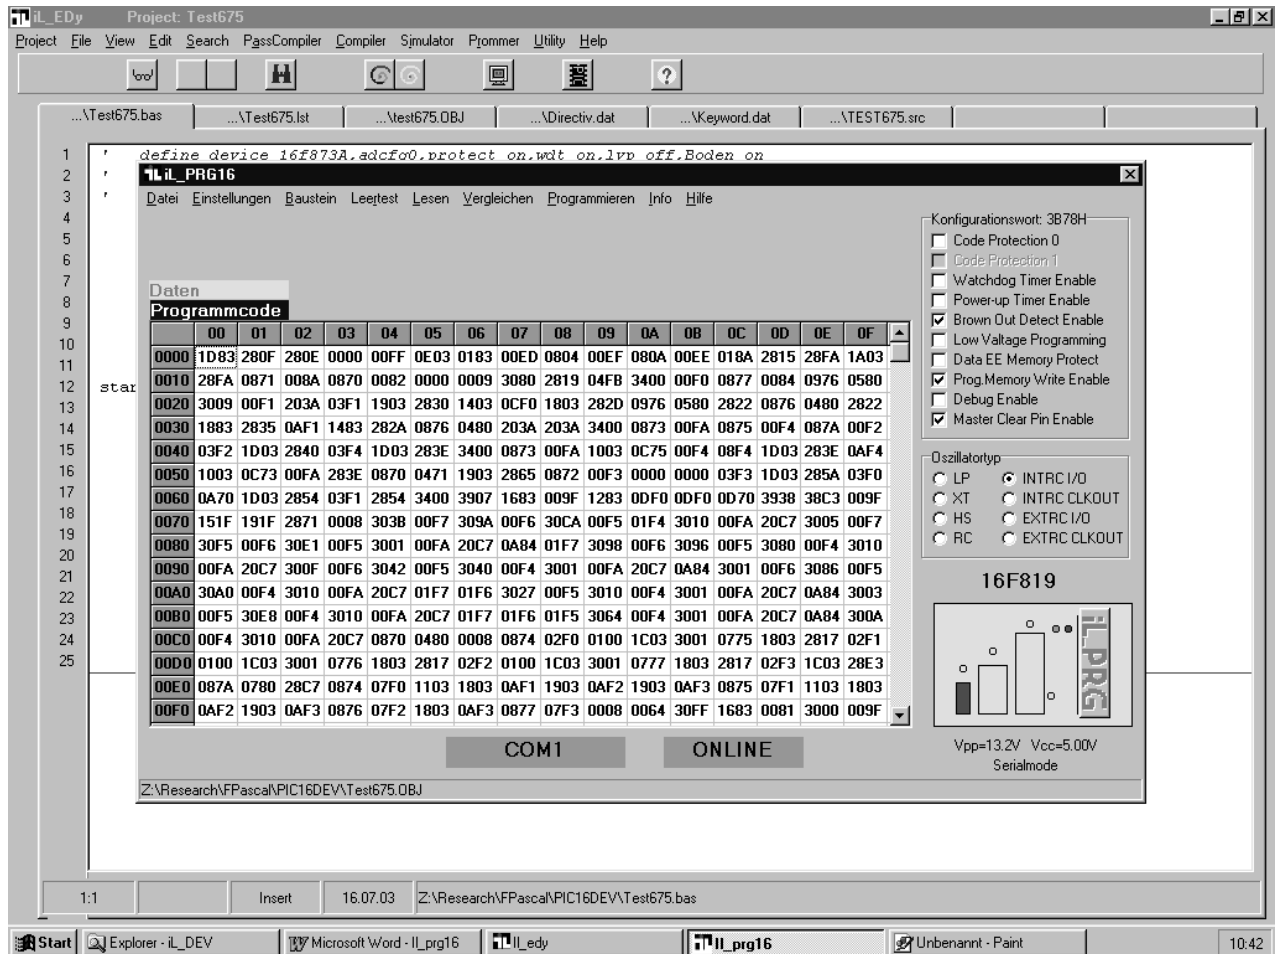 iL_EDy Project: Test675
Project File View Edit Search PassCompiler Compiler Simulator Prommer Utility Help
...\Test675.bas ...\Test675.lst ...\test675.OBJ ...\Directiv.dat ...\Keyword.dat ...\TEST675.src
1 ' define device 16f873A,adcfg0,protect on,wdt on,lvp off,Boden on
2 '
3 '
4
5
6
7
8
9
10
11
12 star
13
14
15
16
17
18
19
20
21
22
23
24
25
iL_PRG16
Datei Einstellungen Baustein Leertest Lesen Vergleichen Programmieren Info Hilfe
Daten
Programmcode
00 01 02 03 04 05 06 07 08 09 0A 0B 0C 0D 0E 0F
0000 1D83 280F 280E 0000 00FF 0E03 0183 00ED 0804 00EF 080A 00EE 018A 2815 28FA 1A03
0010 28FA 0871 008A 0870 0082 0000 0009 3080 2819 04FB 3400 00F0 0877 0084 0976 0580
0020 3009 00F1 203A 03F1 1903 2830 1403 0CF0 1803 282D 0976 0580 2822 0876 0480 2822
0030 1883 2835 0AF1 1483 282A 0876 0480 203A 203A 3400 0873 00FA 0875 00F4 087A 00F2
0040 03F2 1D03 2840 03F4 1D03 283E 3400 0873 00FA 1003 0C75 00F4 08F4 1D03 283E 0AF4
0050 1003 0C73 00FA 283E 0870 0471 1903 2865 0872 00F3 0000 0000 03F3 1D03 285A 03F0
0060 0A70 1D03 2854 03F1 2854 3400 3907 1683 009F 1283 0DF0 0DF0 0D70 3938 38C3 009F
0070 151F 191F 2871 0008 303B 00F7 309A 00F6 30CA 00F5 01F4 3010 00FA 20C7 3005 00F7
0080 30F5 00F6 30E1 00F5 3001 00FA 20C7 0A84 01F7 3098 00F6 3096 00F5 3080 00F4 3010
0090 00FA 20C7 300F 00F6 3042 00F5 3040 00F4 3001 00FA 20C7 0A84 3001 00F6 3086 00F5
00A0 30A0 00F4 3010 00FA 20C7 01F7 01F6 3027 00F5 3010 00F4 3001 00FA 20C7 0A84 3003
00B0 00F5 30E8 00F4 3010 00FA 20C7 01F7 01F6 01F5 3064 00F4 3001 00FA 20C7 0A84 300A
00C0 00F4 3010 00FA 20C7 0870 0480 0008 0874 02F0 0100 1C03 3001 0775 1803 2817 02F1
00D0 0100 1C03 3001 0776 1803 2817 02F2 0100 1C03 3001 0777 1803 2817 02F3 1C03 28E3
00E0 087A 0780 28C7 0874 07F0 1103 1803 0AF1 1903 0AF2 1903 0AF3 0875 07F1 1103 1803
00F0 0AF2 1903 0AF3 0876 07F2 1803 0AF3 0877 07F3 0008 0064 30FF 1683 0081 3000 009F
Konfigurationswort: 3B78H
Code Protection 0
Code Protection 1
Watchdog Timer Enable
Power-up Timer Enable
Brown Out Detect Enable
Low Valtage Programming
Data EE Memory Protect
Prog.Memory Write Enable
Debug Enable
Master Clear Pin Enable
Oszillatortyp
LP INTRC I/O
XT INTRC CLKOUT
HS EXTRC I/O
RC EXTRC CLKOUT
16F819
iL_PRG
Vpp=13.2V Vcc=5.00V
Serialmode
COM1 ONLINE
Z:\Research\FPascal\PIC16DEV\Test675.OBJ
1:1 Insert 16.07.03 Z:\Research\FPascal\PIC16DEV\Test675.bas
Start Explorer - iL_DEV Microsoft Word - Il_prg16 Il_edy Il_prg16 Unbenannt - Paint 10:42